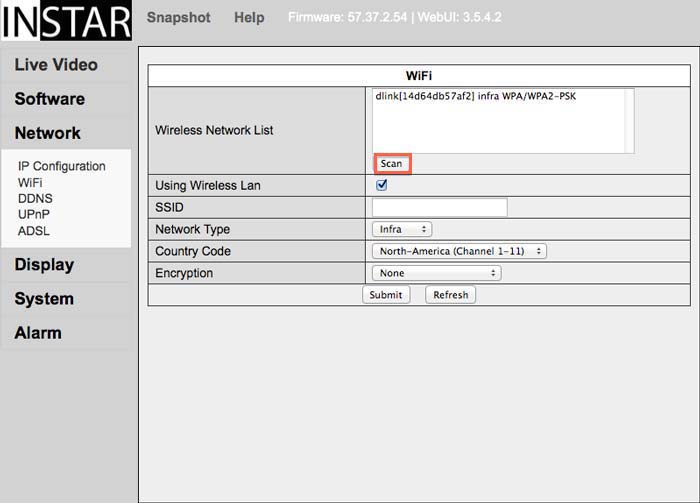 INSTAR
Snapshot Help Firmware: 57.37.2.54 | WebUI: 3.5.4.2
Live Video
Software
Network
IP Configuration
WiFi
DDNS
UPnP
ADSL
Display
System
Alarm
WiFi
Wireless Network List
dlink[14d64db57af2] infra WPA/WPA2-PSK
Scan
Using Wireless Lan
SSID
Network Type Infra
Country Code North-America (Channel 1-11)
Encryption None
Submit Refresh